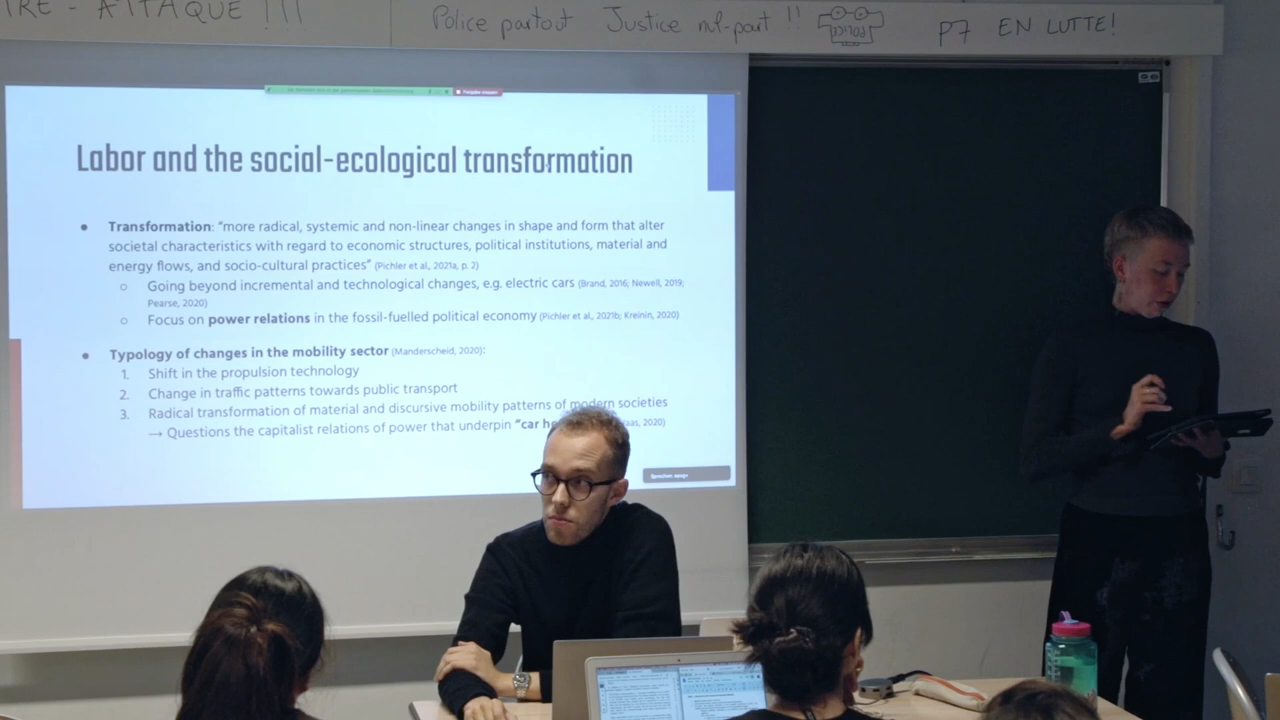 IRE - ATTAQUE !!!
Police partout Justice nul-part !! POLICE P7 EN LUTTE!
Labor and the social-ecological transformation
● Transformation: “more radical, systemic and non-linear changes in shape and form that alter
societal characteristics with regard to economic structures, political institutions, material and
energy flows, and socio-cultural practices” (Pichler et al., 2021a, p. 2)
○ Going beyond incremental and technological changes, e.g. electric cars (Brand, 2016; Newell, 2019;
Pearse, 2020)
○ Focus on power relations in the fossil-fuelled political economy (Pichler et al., 2021b; Kreinin, 2020)
● Typology of changes in the mobility sector (Manderscheid, 2020):
1. Shift in the propulsion technology
2. Change in traffic patterns towards public transport
3. Radical transformation of material and discursive mobility patterns of modern societies
→ Questions the capitalist relations of power that underpin “car he
aas, 2020)